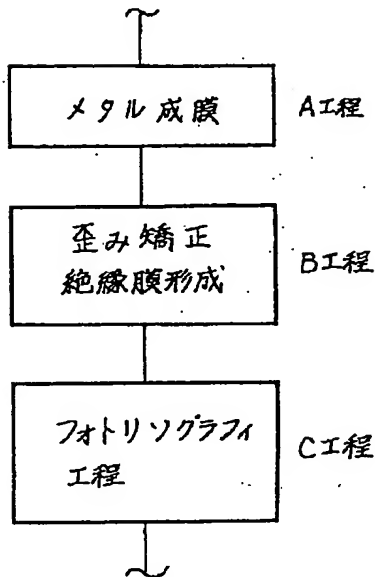 メタル成膜
A工程
歪み矯正
絶縁膜形成
B工程
フォトリソグラフィ
工程
C工程